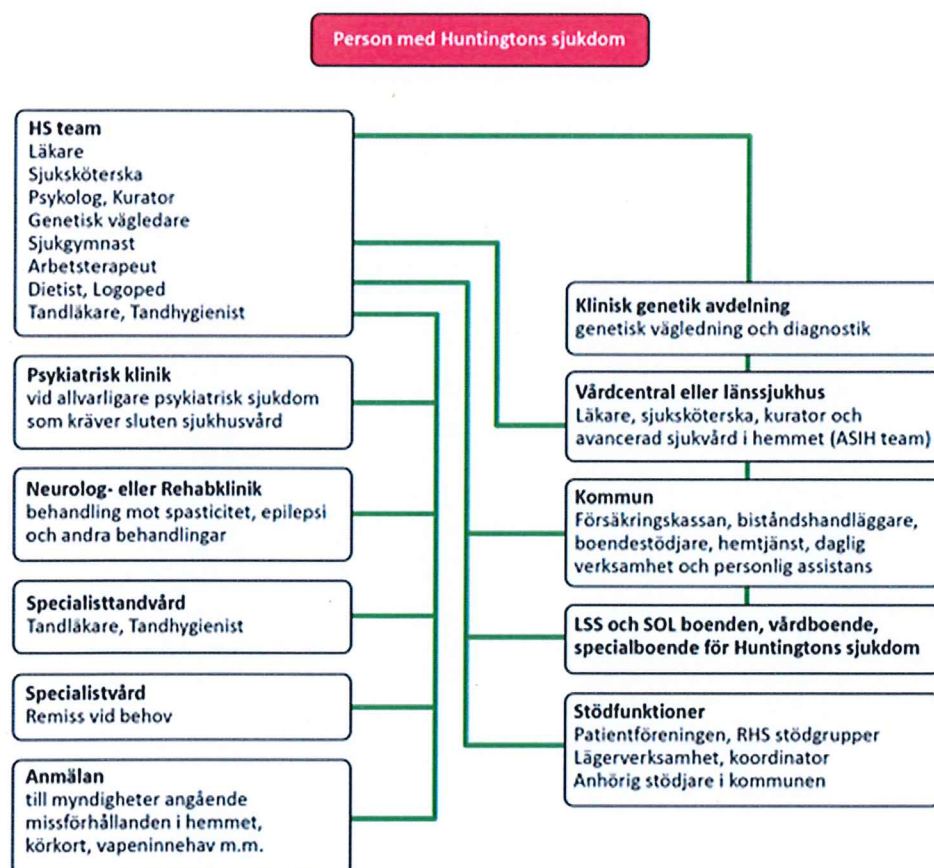 Person med Huntingtons sjukdom
HS team
Läkare
Sjuksköterska
Psykolog, Kurator
Genetisk vägledare
Sjukgymnast
Arbetsterapeut
Dietist, Logoped
Tandläkare, Tandhygienist
Psykiatrisk klinik
vid allvarligare psykiatrisk sjukdom
som kräver sluten sjukhusvård
Neurolog- eller Rehabklinik
behandling mot spasticitet, epilepsi
och andra behandlingar
Specialisttandvård
Tandläkare, Tandhygienist
Specialistvård
Remiss vid behov
Anmälan
till myndigheter angående
missförhållanden i hemmet,
körkort, vapeninnehav m.m.
Klinisk genetik avdelning
genetisk vägledning och diagnostik
Vårdcentral eller länssjukhus
Läkare, sjuksköterska, kurator och
avancerad sjukvård i hemmet (ASIH team)
Kommun
Försäkringskassan, biståndshandläggare,
boendestödjare, hemtjänst, daglig
verksamhet och personlig assistans
LSS och SOL boenden, vårdboende,
specialboende för Huntingtons sjukdom
Stödfunktioner
Patientföreningen, RHS stödgrupper
Lägerverksamhet, koordinator
Anhörig stödjare i kommunen